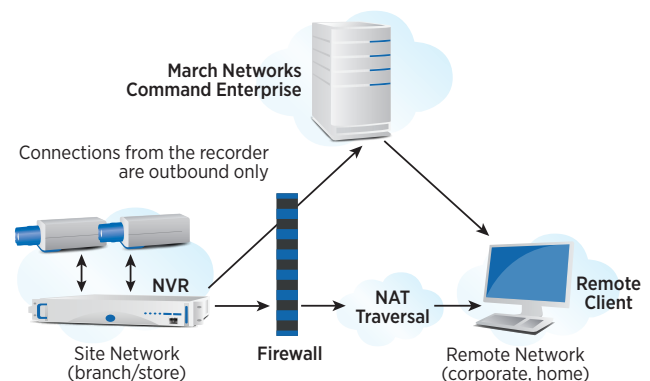 March Networks
Command Enterprise
Connections from the recorder
are outbound only
NVR
NAT
Traversal
Remote
Client
Site Network
(branch/store)
Firewall
Remote Network
(corporate, home)